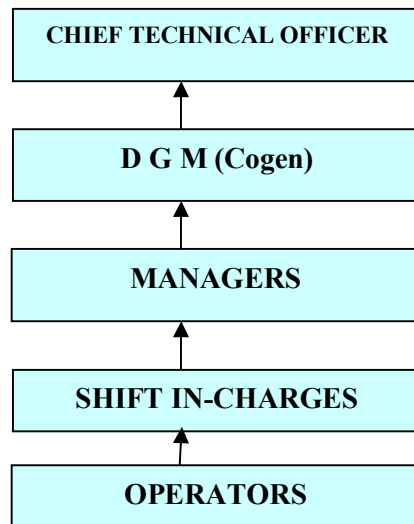 CHIEF TECHNICAL OFFICER
D G M (Cogen)
MANAGERS
SHIFT IN-CHARGES
OPERATORS